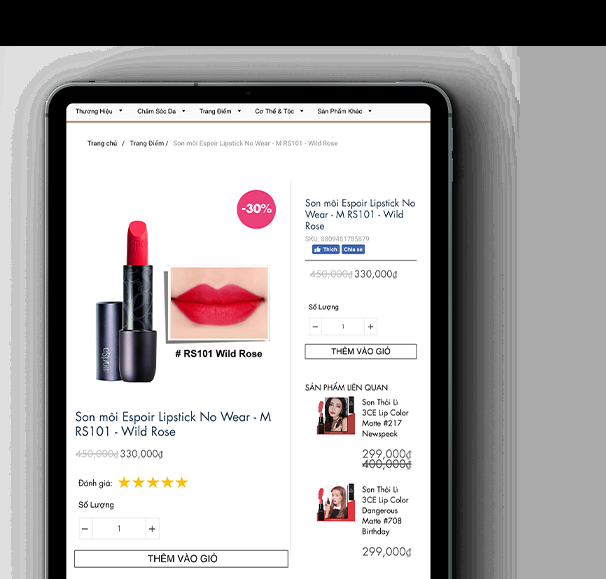 Thương Hiệu Chăm Sóc Da Trang Điểm Cơ Thể & Tóc Sản Phẩm Khác
Trang chủ / Trang Điểm / Son môi Espoir Lipstick No Wear - M RS101 - Wild Rose
-30%
espoir
# RS101 Wild Rose
Son môi Espoir Lipstick No Wear - M
RS101 - Wild Rose
450,000₫ 330,000₫
Đánh giá:
Số Lượng
- 1 +
THÊM VÀO GIỎ
Son môi Espoir Lipstick No
Wear - M RS101 - Wild
Rose
SKU: 8809481785879
Thích Chia sẻ
450,000₫ 330,000₫
Số Lượng
- 1 +
THÊM VÀO GIỎ
SẢN PHẨM LIÊN QUAN
Son Thỏi Lì
3CE Lip Color
Matte #217
Newspeck
299,000₫
400,000₫
Son Thỏi Lì
3CE Lip Color
Dangerous
Matte #708
Birthday
299,000₫